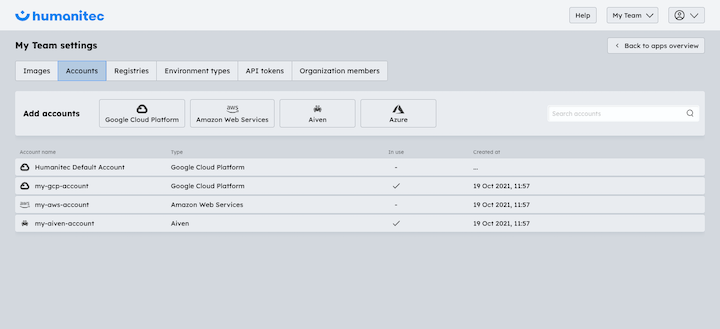 humanitec
Help
My Team
My Team settings
Back to apps overview
Images
Accounts
Registries
Environment types
API tokens
Organization members
Add accounts
Google Cloud Platform
aws
Amazon Web Services
Aiven
Azure
Search accounts
Account name Type In use Created at
Humanitec Default Account Google Cloud Platform - ...
my-gcp-account Google Cloud Platform ✓ 19 Oct 2021, 11:57
aws my-aws-account Amazon Web Services - 19 Oct 2021, 11:57
my-aiven-account Aiven ✓ 19 Oct 2021, 11:57